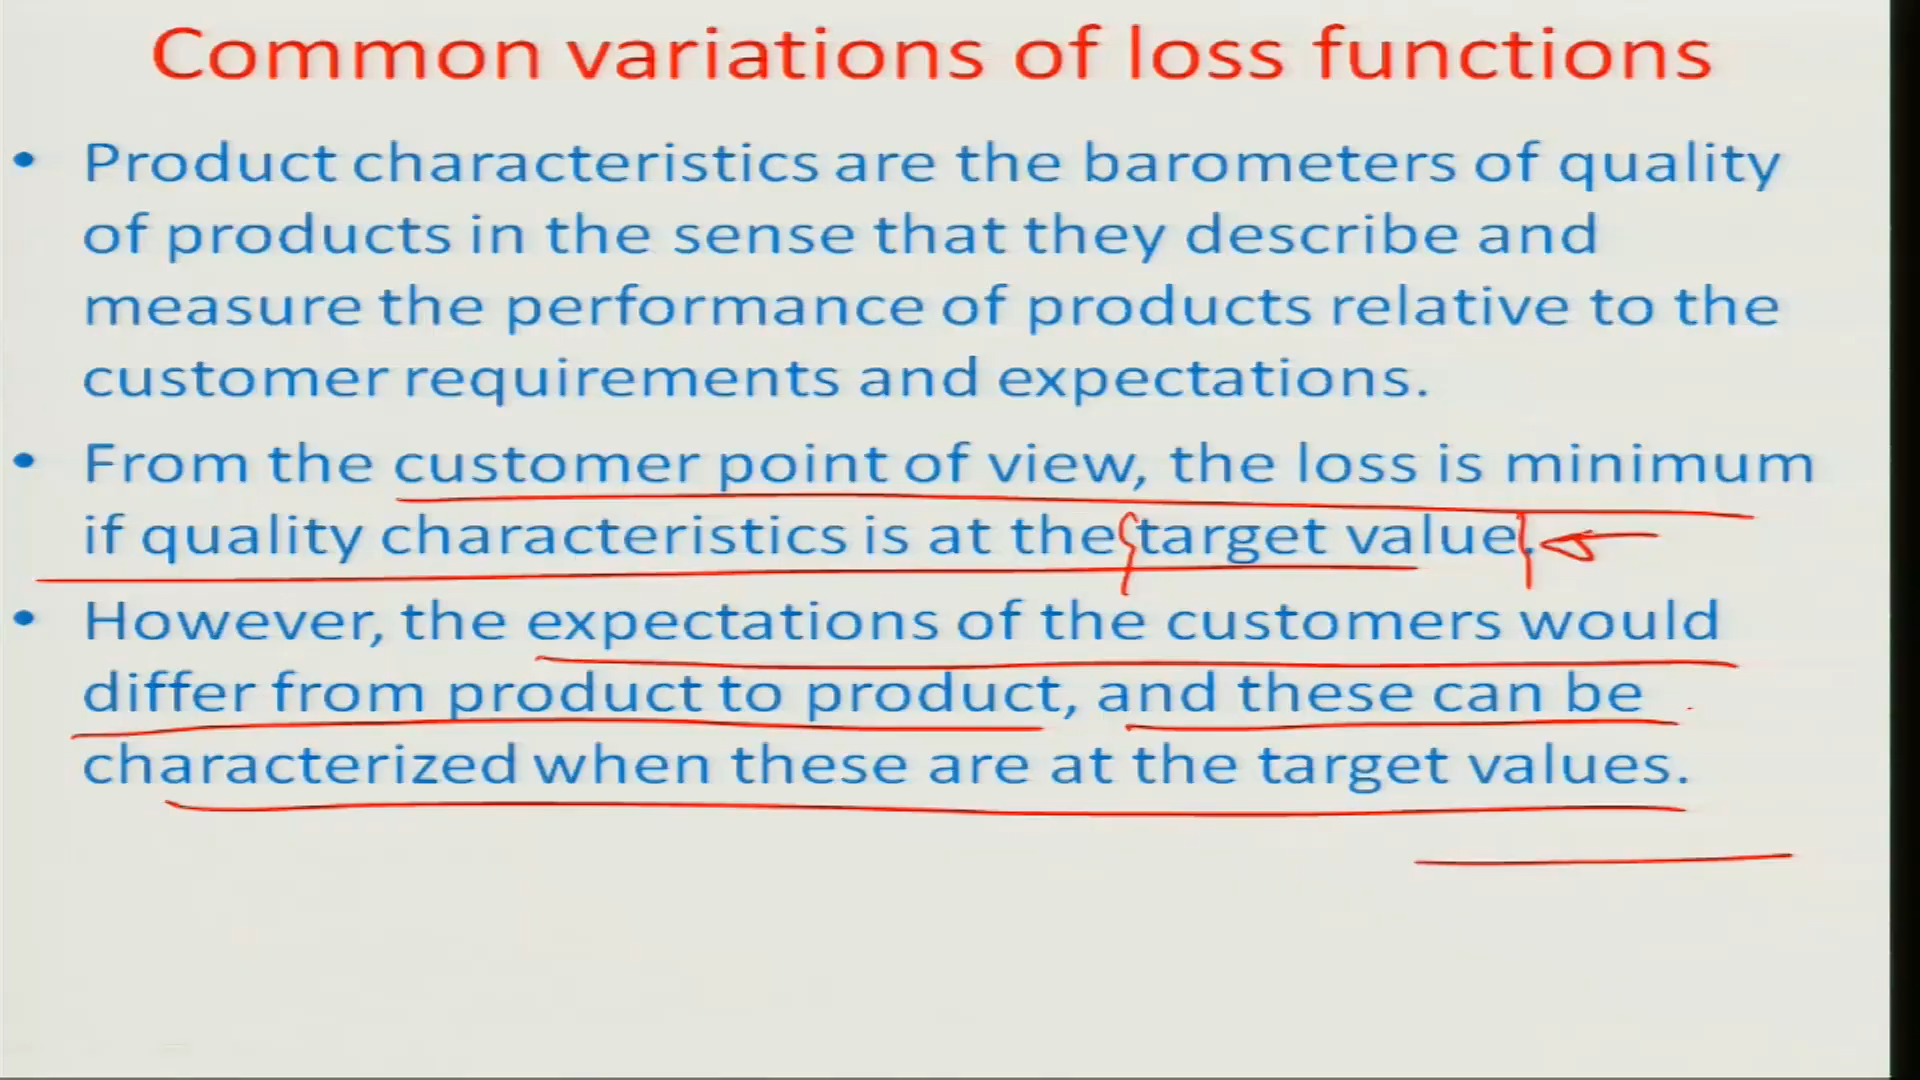 Common variations of loss functions
• Product characteristics are the barometers of quality
of products in the sense that they describe and
measure the performance of products relative to the
customer requirements and expectations.
• From the customer point of view, the loss is minimum
if quality characteristics is at the target value.
• However, the expectations of the customers would
differ from product to product, and these can be
characterized when these are at the target values.